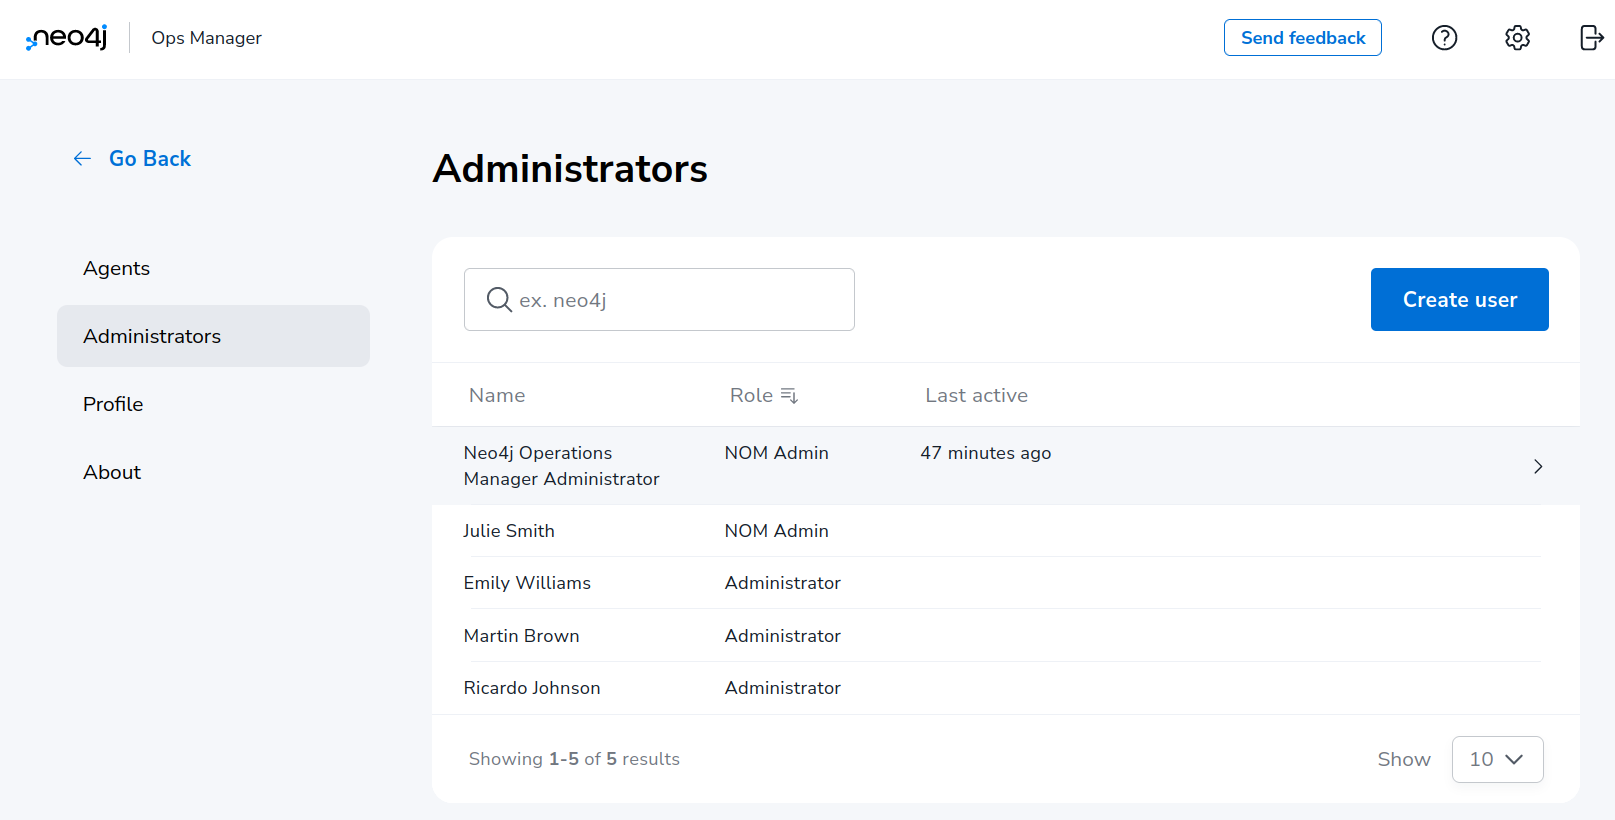 neo4j Ops Manager Send feedback
Go Back
Administrators
Agents
Administrators
Profile
About
ex. neo4j Create user
Name Role Last active
Neo4j Operations Manager Administrator NOM Admin 47 minutes ago
Julie Smith NOM Admin
Emily Williams Administrator
Martin Brown Administrator
Ricardo Johnson Administrator
Showing 1-5 of 5 results Show 10